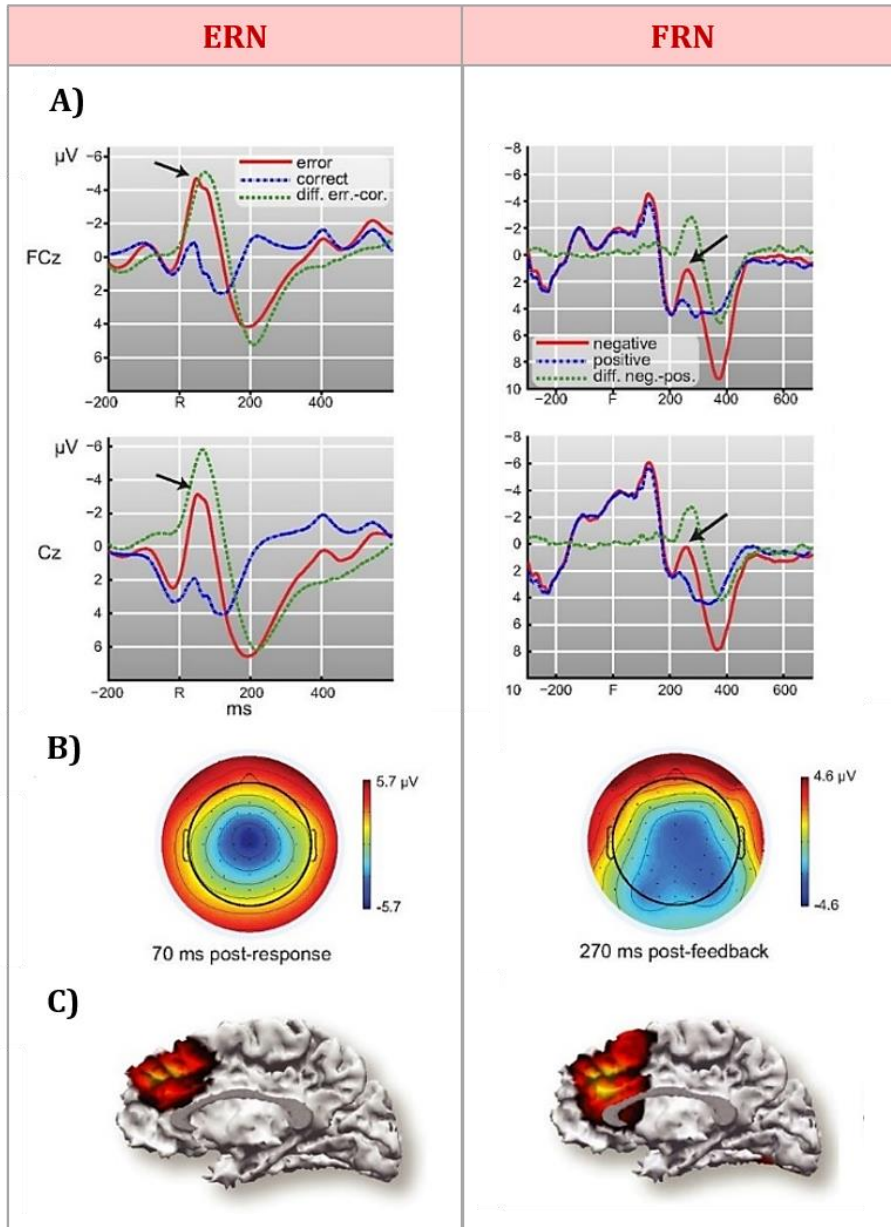 ERN
FRN
A)
µV
−6
−4
−2
0
2
4
6
FCz
error
correct
diff. err.-cor.
−200 R 200 400
−8
−6
−4
−2
0
2
4
6
8
10
negative
positive
diff. neg.-pos.
−200 F 200 400 600
µV
−6
−4
−2
0
2
4
6
Cz
−200 R 200 400
ms
−8
−6
−4
−2
0
2
4
6
8
10
−200 F 200 400 600
B)
5.7 µV
-5.7
70 ms post-response
4.6 µV
-4.6
270 ms post-feedback
C)